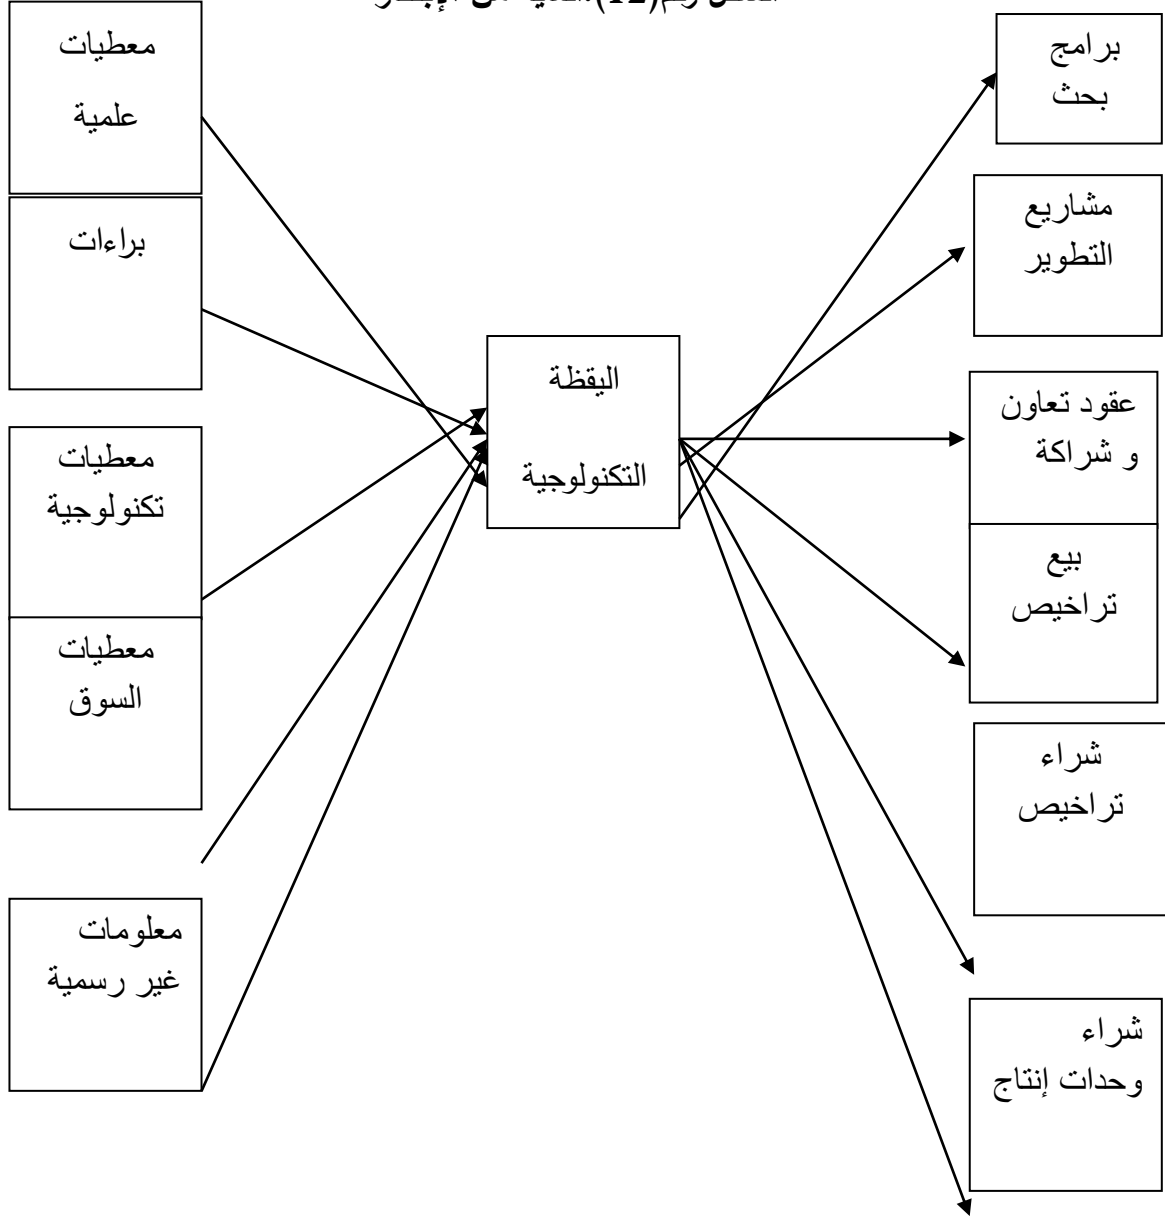 معطيات
علمية
براءات
معطيات
تكنولوجية
معطيات
السوق
معلومات
غير رسمية
اليقظة
التكنولوجية
برامج
بحث
مشاريع
التطوير
عقود تعاون
و شراكة
بيع
تراخيص
شراء
تراخيص
شراء
وحدات إنتاج